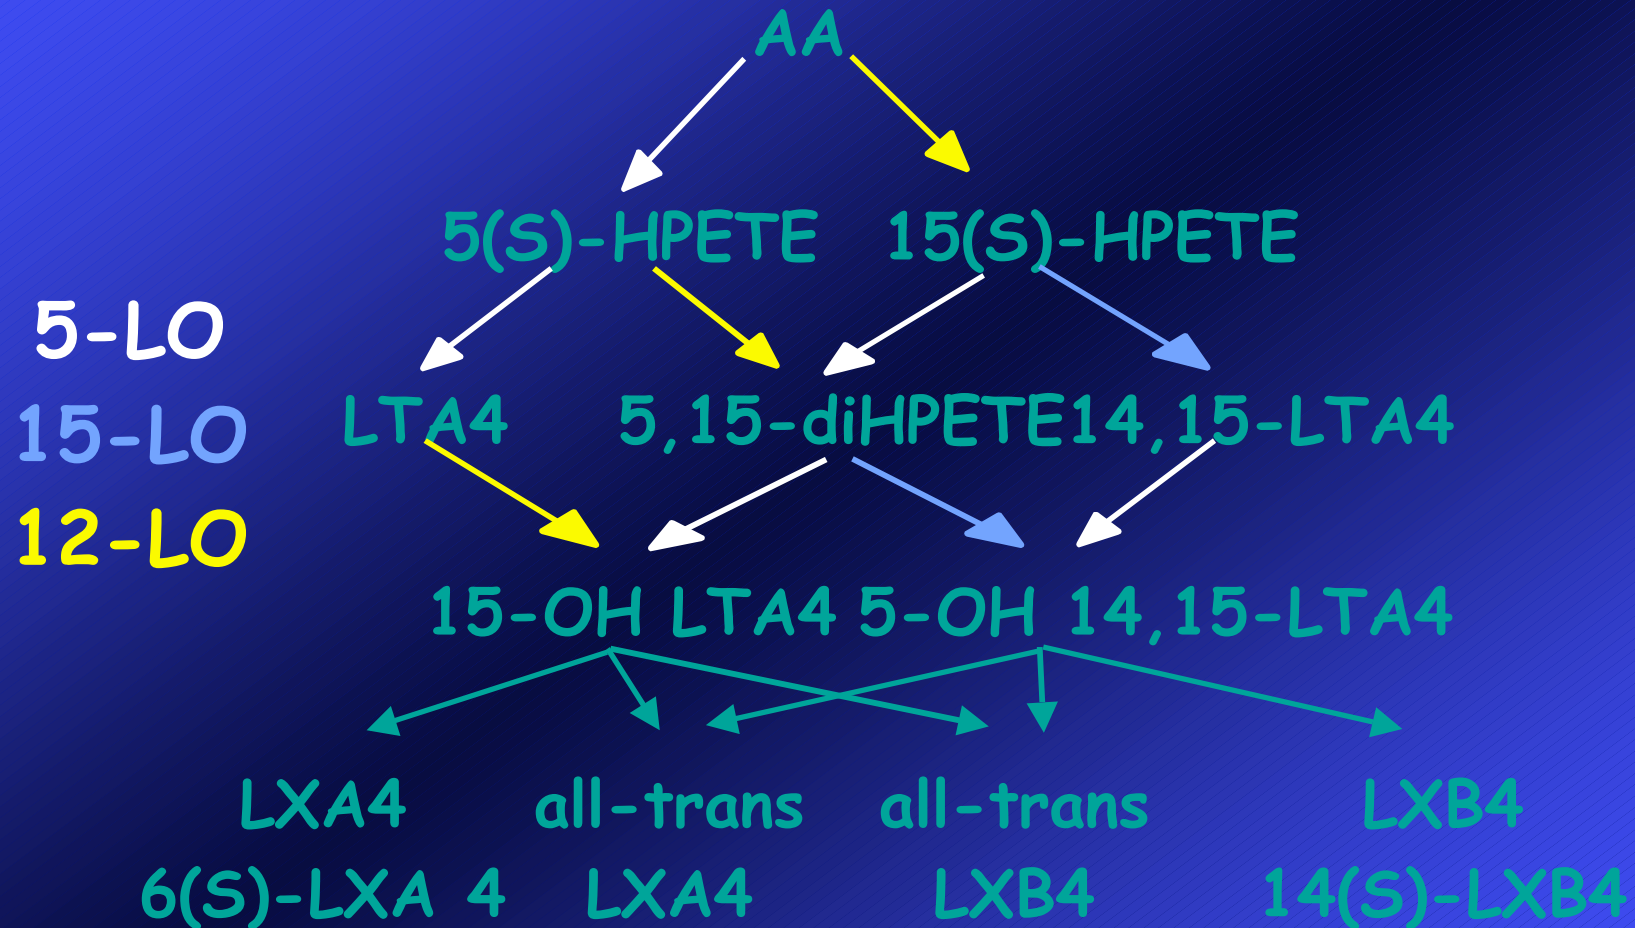 AA
5(S)-HPETE 15(S)-HPETE
5-LO
15-LO
12-LO
LTA4 5,15-diHPETE14,15-LTA4
15-OH LTA4 5-OH 14,15-LTA4
LXA4 all-trans all-trans LXB4
6(S)-LXA 4 LXA4 LXB4 14(S)-LXB4